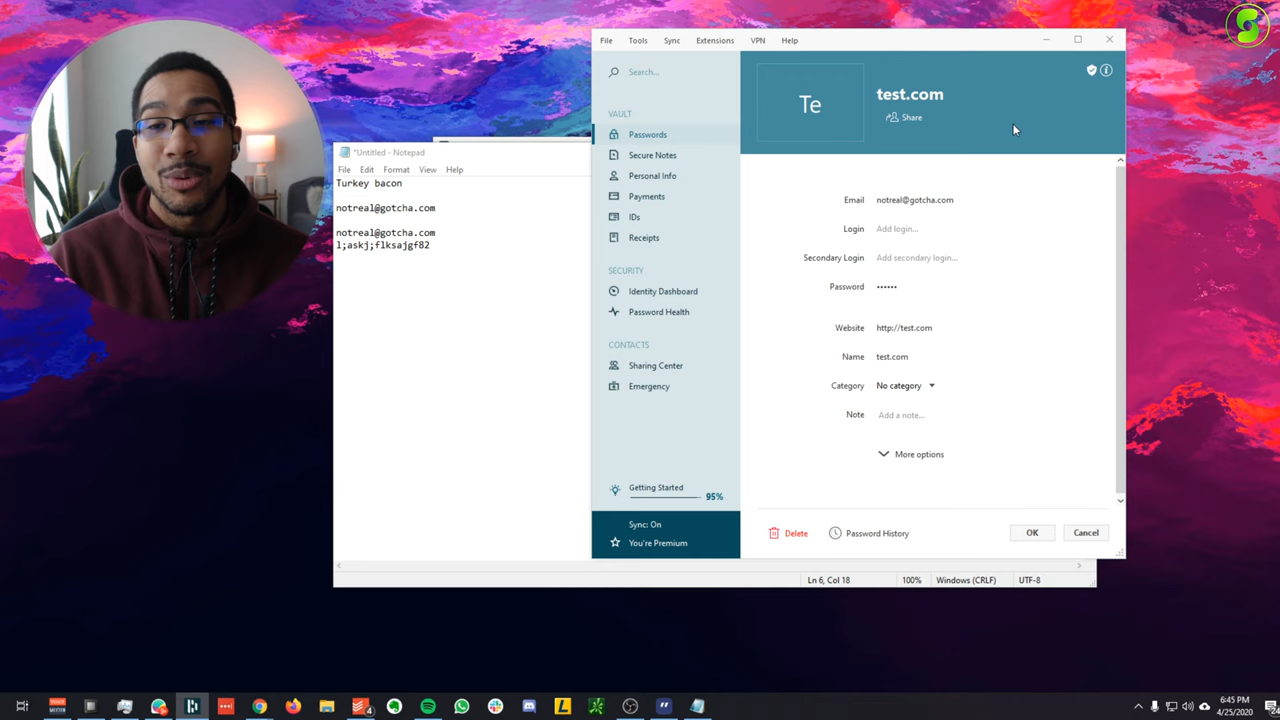 File Tools Sync Extensions VPN Help
Search...
VAULT
Passwords
Secure Notes
Personal Info
Payments
IDs
Receipts
SECURITY
Identity Dashboard
Password Health
CONTACTS
Sharing Center
Emergency
Getting Started
95%
Sync: On
You're Premium
Te
test.com
Share
Email notreal@gotcha.com
Login Add login...
Secondary Login Add secondary login...
Password ••••••
Website http://test.com
Name test.com
Category No category
Note Add a note...
More options
Delete Password History OK Cancel
*Untitled - Notepad
File Edit Format View Help
Turkey bacon
notreal@gotcha.com
notreal@gotcha.com
l;askj;flksajgf82
Ln 6, Col 18 100% Windows (CRLF) UTF-8
6:45 PM
4/25/2020